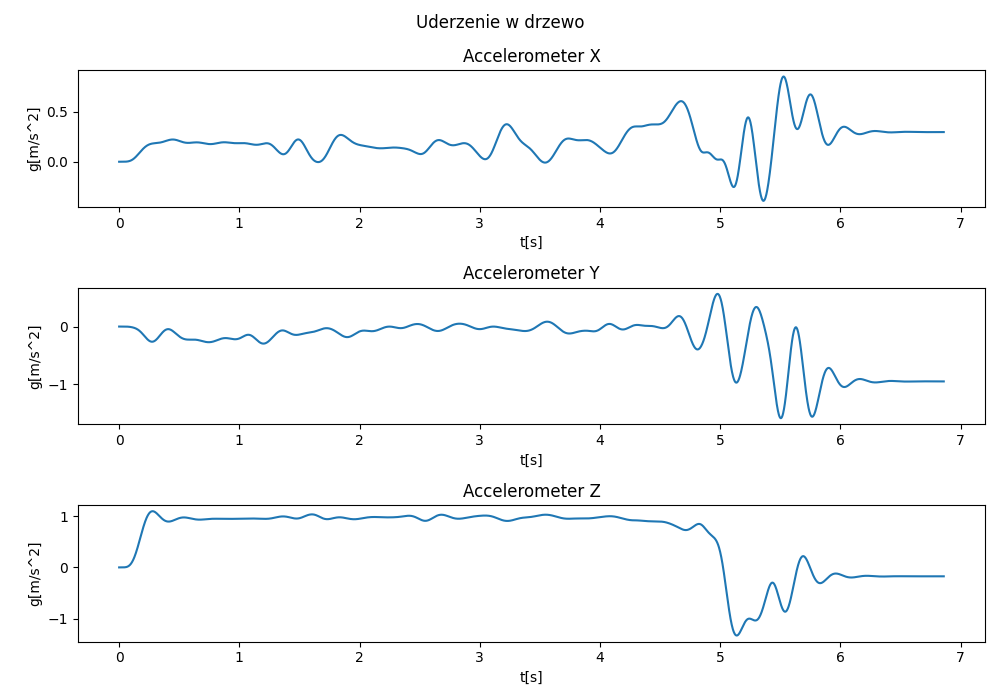 Uderzenie w drzewo
Accelerometer X
g[m/s^2]
0.5
0.0
0 1 2 3 4 5 6 7
t[s]
Accelerometer Y
g[m/s^2]
0
−1
0 1 2 3 4 5 6 7
t[s]
Accelerometer Z
g[m/s^2]
1
0
−1
0 1 2 3 4 5 6 7
t[s]